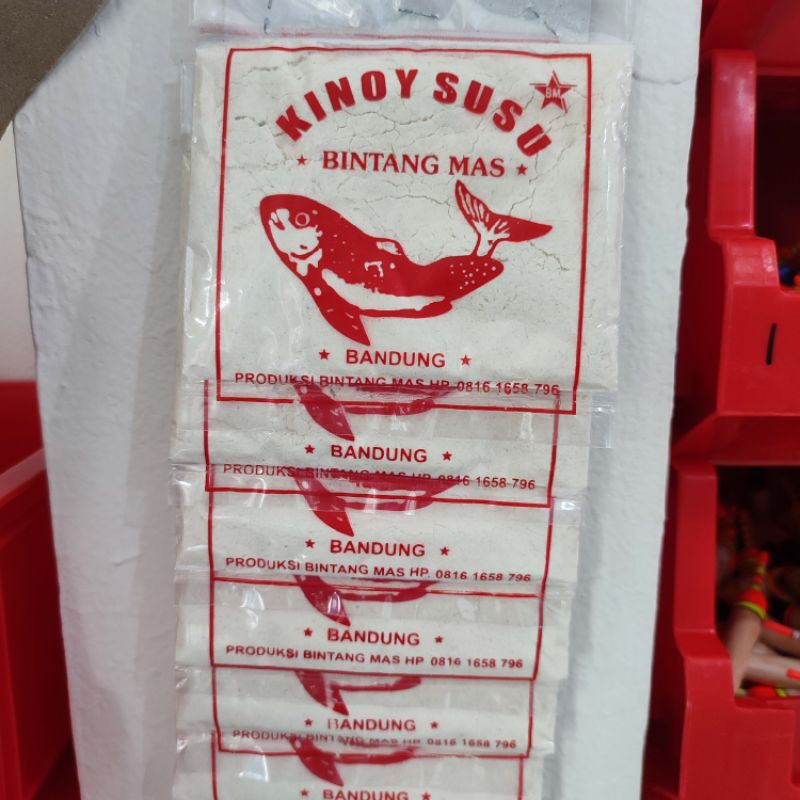 KINOY SUSU
BM
BINTANG MAS
BANDUNG
PRODUKSI BINTANG MAS HP. 0816 1658 796
BANDUNG
PRODUKSI BINTANG MAS HP. 0816 1658 796
BANDUNG
PRODUKSI BINTANG MAS HP. 0816 1658 796
BANDUNG
PRODUKSI BINTANG MAS HP 0816 1658 796
BANDUNG
PRODUKSI BINTANG MAS HP 0816 1658 796
BANDUNG